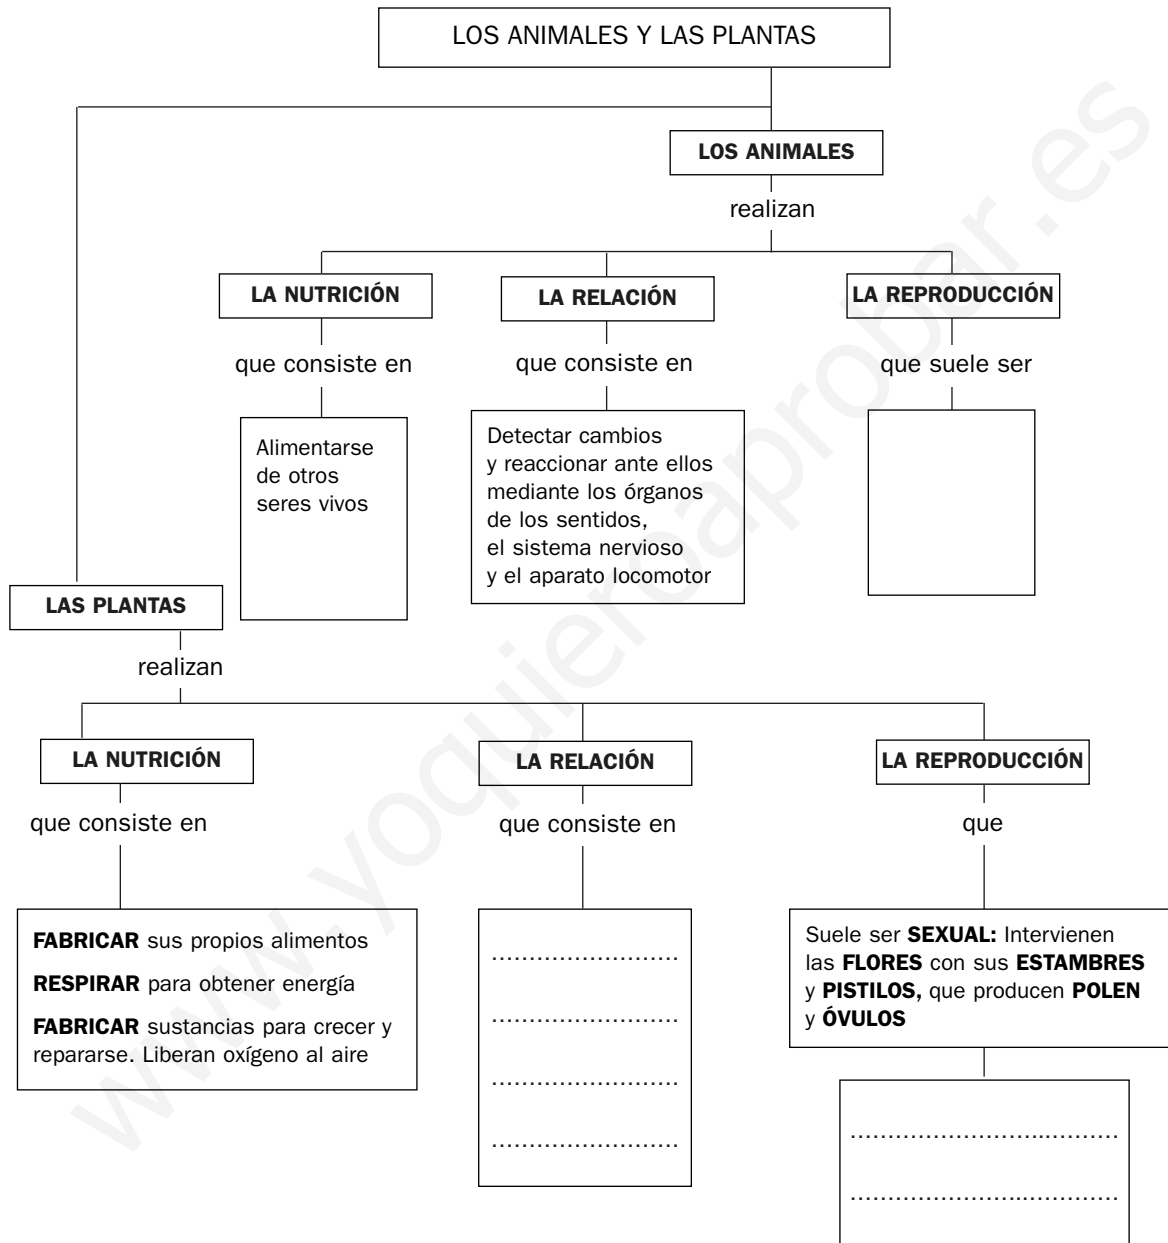 LOS ANIMALES Y LAS PLANTAS
LOS ANIMALES
realizan
LA NUTRICIÓN
LA RELACIÓN
LA REPRODUCCIÓN
que consiste en
que consiste en
que suele ser
Alimentarse
de otros
seres vivos
Detectar cambios
y reaccionar ante ellos
mediante los órganos
de los sentidos,
el sistema nervioso
y el aparato locomotor
LAS PLANTAS
realizan
LA NUTRICIÓN
LA RELACIÓN
LA REPRODUCCIÓN
que consiste en
que consiste en
que
FABRICAR sus propios alimentos
RESPIRAR para obtener energía
FABRICAR sustancias para crecer y
repararse. Liberan oxígeno al aire
Suele ser SEXUAL: Intervienen
las FLORES con sus ESTAMBRES
y PISTILOS, que producen POLEN
y ÓVULOS
www.yoquieroaprobar.es